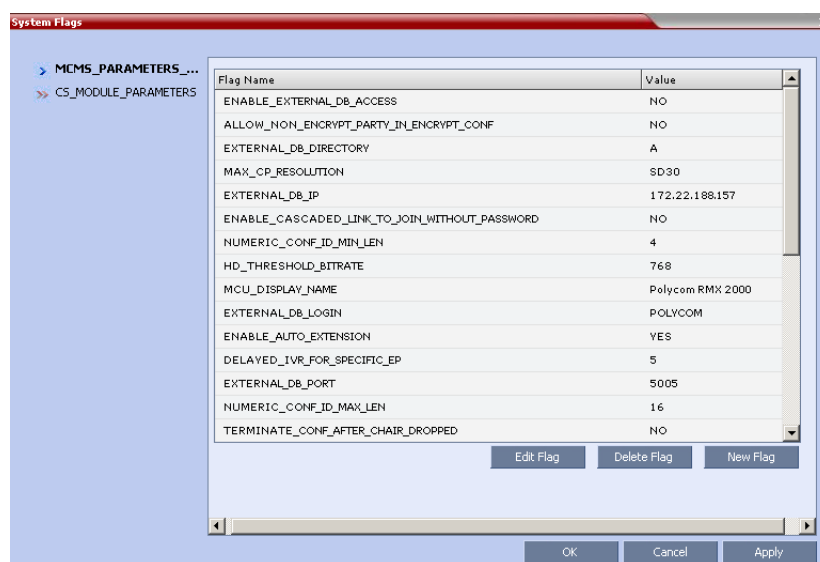 System Flags
MCMS_PARAMETERS_...
CS_MODULE_PARAMETERS
Flag Name Value
ENABLE_EXTERNAL_DB_ACCESS NO
ALLOW_NON_ENCRYPT_PARTY_IN_ENCRYPT_CONF NO
EXTERNAL_DB_DIRECTORY A
MAX_CP_RESOLUTION SD30
EXTERNAL_DB_IP 172.22.188.157
ENABLE_CASCADED_LINK_TO_JOIN_WITHOUT_PASSWORD NO
NUMERIC_CONF_ID_MIN_LEN 4
HD_THRESHOLD_BITRATE 768
MCU_DISPLAY_NAME Polycom RMX 2000
EXTERNAL_DB_LOGIN POLYCOM
ENABLE_AUTO_EXTENSION YES
DELAYED_IVR_FOR_SPECIFIC_EP 5
EXTERNAL_DB_PORT 5005
NUMERIC_CONF_ID_MAX_LEN 16
TERMINATE_CONF_AFTER_CHAIR_DROPPED NO
Edit Flag Delete Flag New Flag
OK Cancel Apply